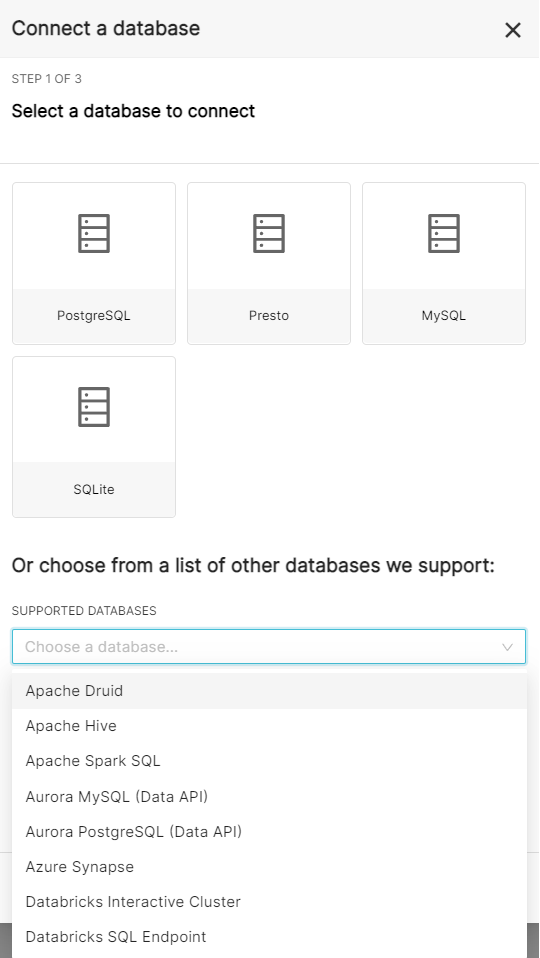 Connect a database
STEP 1 OF 3
Select a database to connect
PostgreSQL
Presto
MySQL
SQLite
Or choose from a list of other databases we support:
SUPPORTED DATABASES
Choose a database...
Apache Druid
Apache Hive
Apache Spark SQL
Aurora MySQL (Data API)
Aurora PostgreSQL (Data API)
Azure Synapse
Databricks Interactive Cluster
Databricks SQL Endpoint